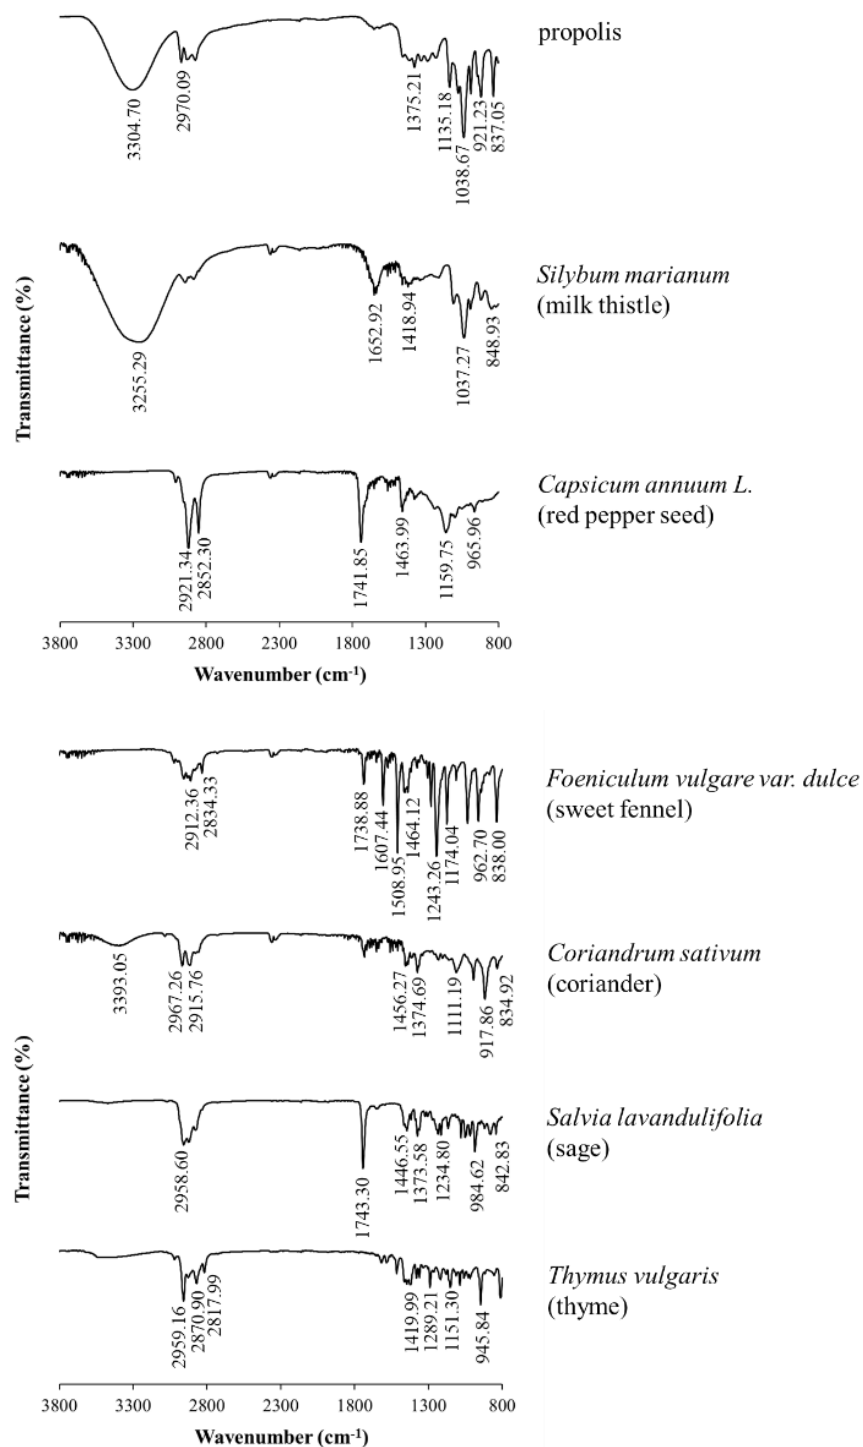 propolis
3304.70
2970.09
1375.21
1135.18
1038.67
921.23
837.05
Silybum marianum
(milk thistle)
3255.29
1652.92
1418.94
1037.27
848.93
Transmittance (%)
Capsicum annuum L.
(red pepper seed)
2921.34
2852.30
1741.85
1463.99
1159.75
965.96
3800 3300 2800 2300 1800 1300 800
Wavenumber (cm-1)
Foeniculum vulgare var. dulce
(sweet fennel)
2912.36
2834.33
1738.88
1607.44
1508.95
1464.12
1243.26
1174.04
962.70
838.00
Coriandrum sativum
(coriander)
3393.05
2967.26
2915.76
1456.27
1374.69
1111.19
917.86
834.92
Transmittance (%)
Salvia lavandulifolia
(sage)
2958.60
1743.30
1446.55
1373.58
1234.80
984.62
842.83
Thymus vulgaris
(thyme)
2959.16
2870.90
2817.99
1419.99
1289.21
1151.30
945.84
3800 3300 2800 2300 1800 1300 800
Wavenumber (cm-1)